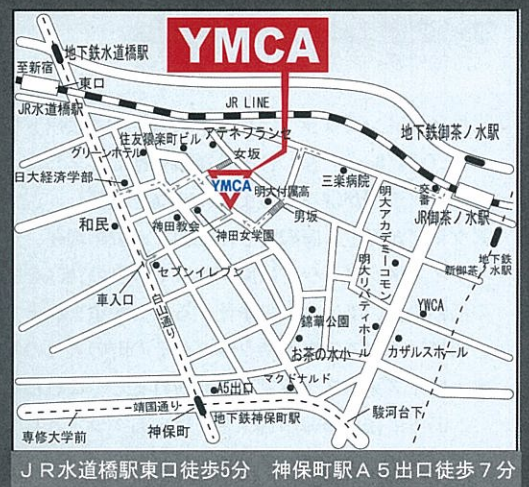 YMCA
地下鉄水道橋駅
至新宿
東口
JR水道橋駅
JR LINE
地下鉄御茶ノ水駅
住友猿楽町ビル
アテネフランセ
グリーンホテル
女坂
日大経済学部
YMCA
明大付属高
三楽病院
交番
JR御茶ノ水駅
男坂
明大アカデミーコモン
和民
神田教会
神田女学園
地下鉄
新御茶ノ水駅
セブンイレブン
明大リバティホール
車入口
白山通り
錦華公園
YWCA
お茶の水小
カザルスホール
マクドナルド
A5出口
靖国通り
地下鉄神保町駅
駿河台下
神保町
専修大学前
JR水道橋駅東口徒歩5分 神保町駅A5出口徒歩7分